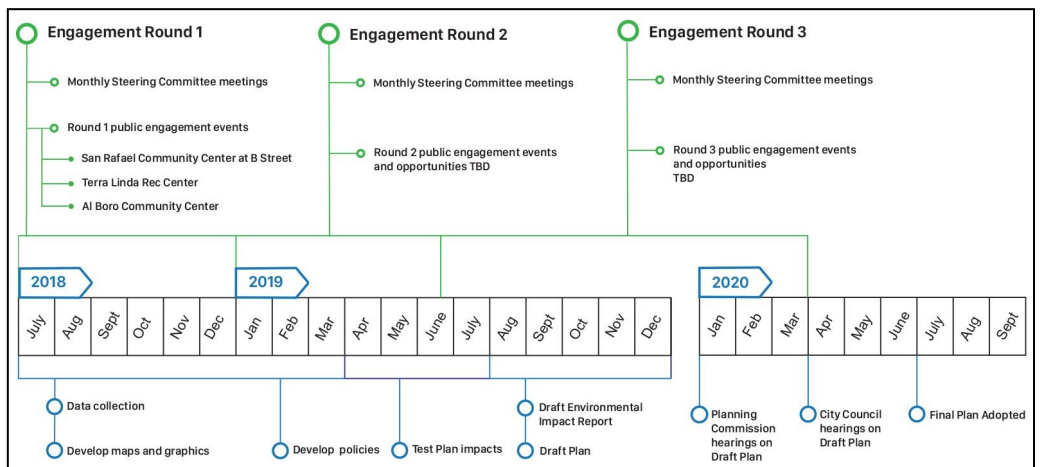 Engagement Round 1
Monthly Steering Committee meetings
Round 1 public engagement events
San Rafael Community Center at B Street
Terra Linda Rec Center
Al Boro Community Center
Engagement Round 2
Monthly Steering Committee meetings
Round 2 public engagement events
and opportunities TBD
Engagement Round 3
Monthly Steering Committee meetings
Round 3 public engagement events
and opportunities
TBD
2018
July
Aug
Sept
Oct
Nov
Dec
2019
Jan
Feb
Mar
Apr
May
June
July
Aug
Sept
Oct
Nov
Dec
2020
Jan
Feb
Mar
Apr
May
June
July
Aug
Sept
Data collection
Develop maps and graphics
Develop policies
Test Plan impacts
Draft Environmental
Impact Report
Draft Plan
Planning
Commission
hearings on
Draft Plan
City Council
hearings on
Draft Plan
Final Plan Adopted